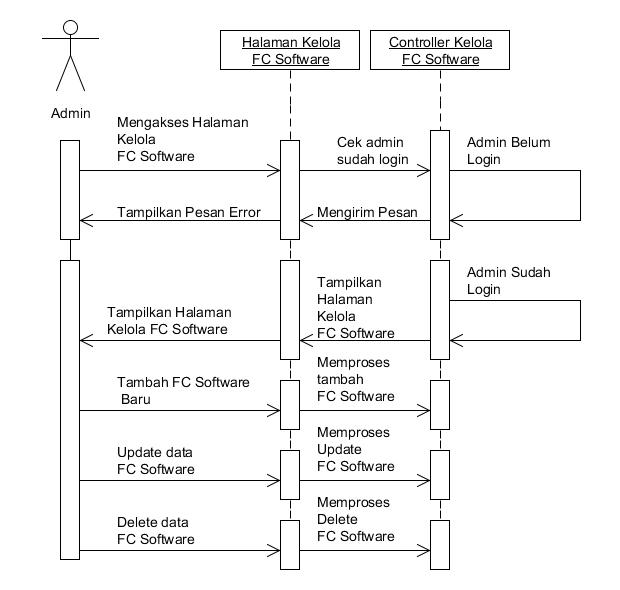 Halaman Kelola
FC Software
Controller Kelola
FC Software
Admin
Mengakses Halaman
Kelola
FC Software
Cek admin
sudah login
Admin Belum
Login
Tampilkan Pesan Error
Mengirim Pesan
Admin Sudah
Login
Tampilkan
Halaman
Kelola
FC Software
Tampilkan Halaman
Kelola FC Software
Tambah FC Software
Baru
Memproses
tambah
FC Software
Update data
FC Software
Memproses
Update
FC Software
Delete data
FC Software
Memproses
Delete
FC Software